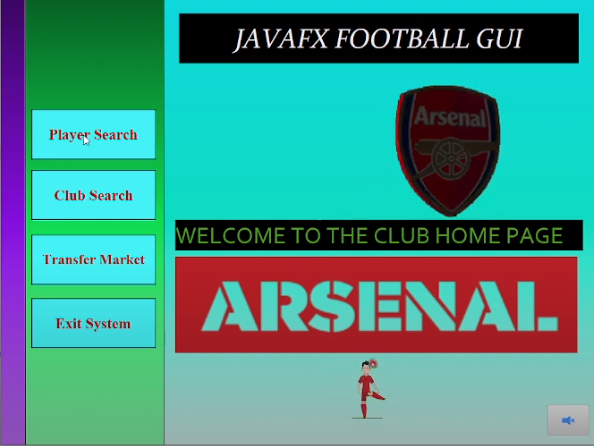 JAVAFX FOOTBALL GUI
Arsenal
Player Search
Club Search
Transfer Market
Exit System
WELCOME TO THE CLUB HOME PAGE
ARSENAL